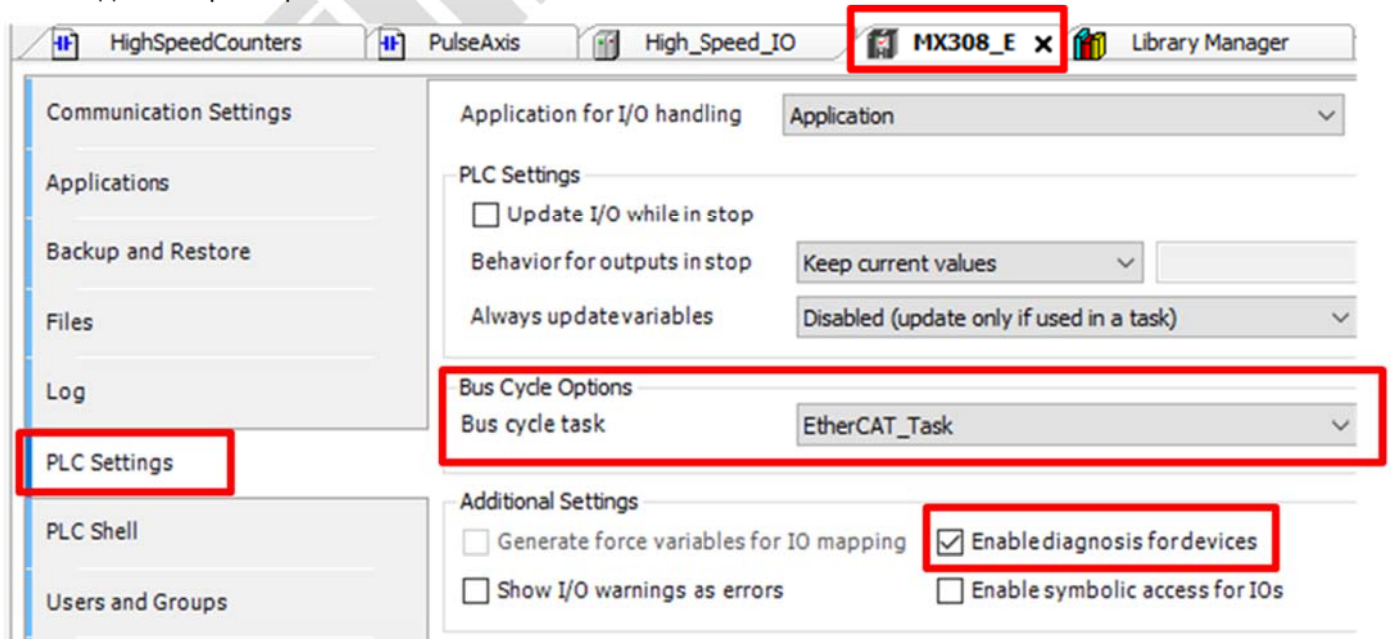 HighSpeedCounters PulseAxis High_Speed_IO MX308_E Library Manager
Communication Settings
Applications
Backup and Restore
Files
Log
PLC Settings
PLC Shell
Users and Groups
Application for I/O handling Application
PLC Settings
Update I/O while in stop
Behavior for outputs in stop Keep current values
Always update variables Disabled (update only if used in a task)
Bus Cycle Options
Bus cycle task EtherCAT_Task
Additional Settings
Generate force variables for IO mapping Enable diagnosis for devices
Show I/O warnings as errors Enable symbolic access for IOs